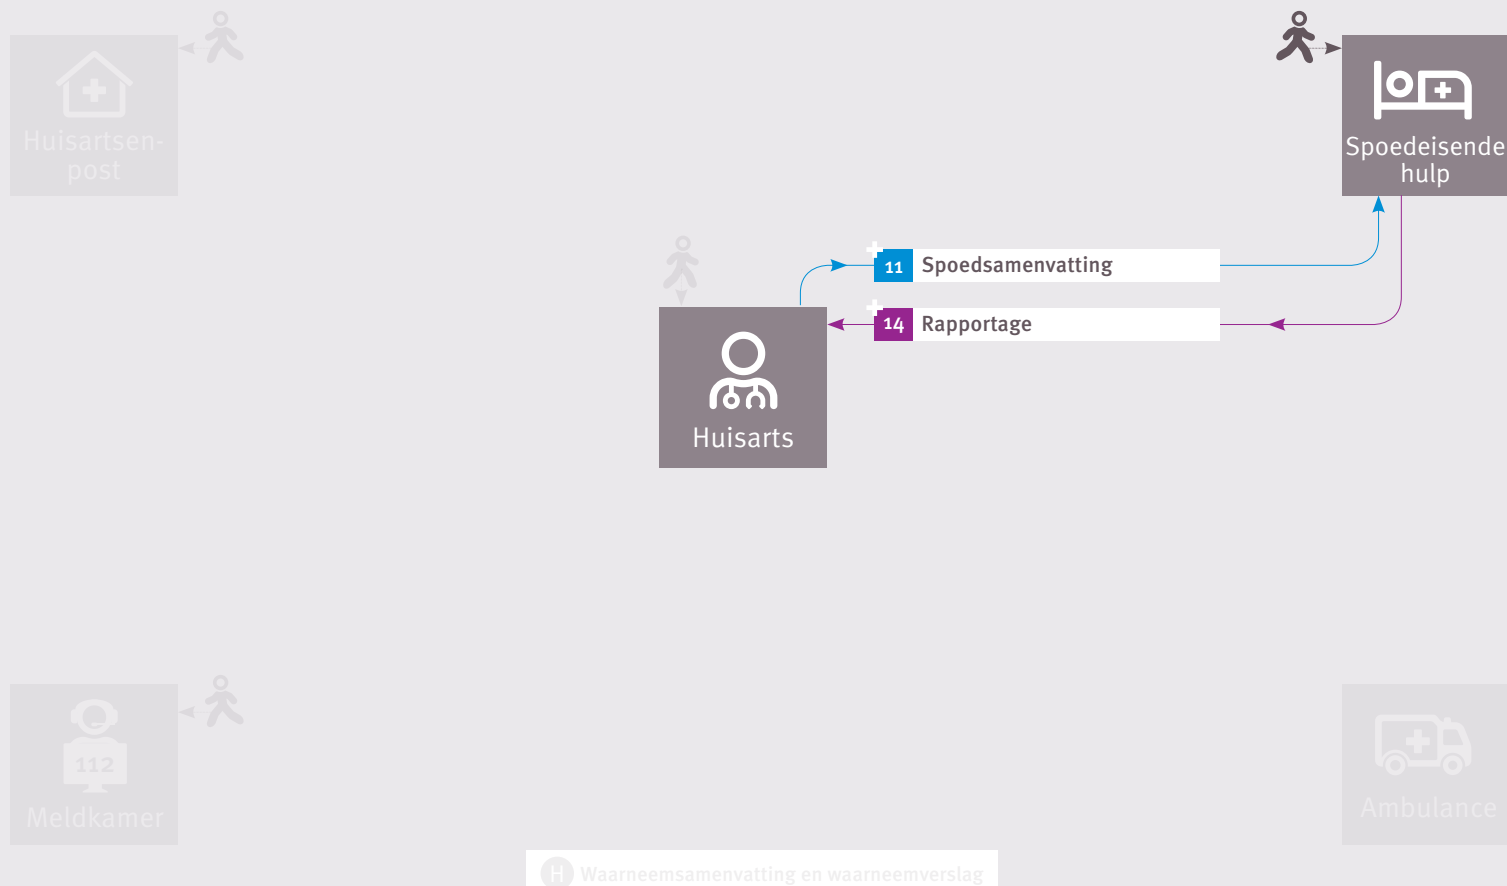 Huisartsen-
post
Spoedeisende
hulp
11 Spoedsamenvatting
14 Rapportage
Huisarts
112
Meldkamer
Ambulance
H Waarneemsamenvatting en waarneemverslag